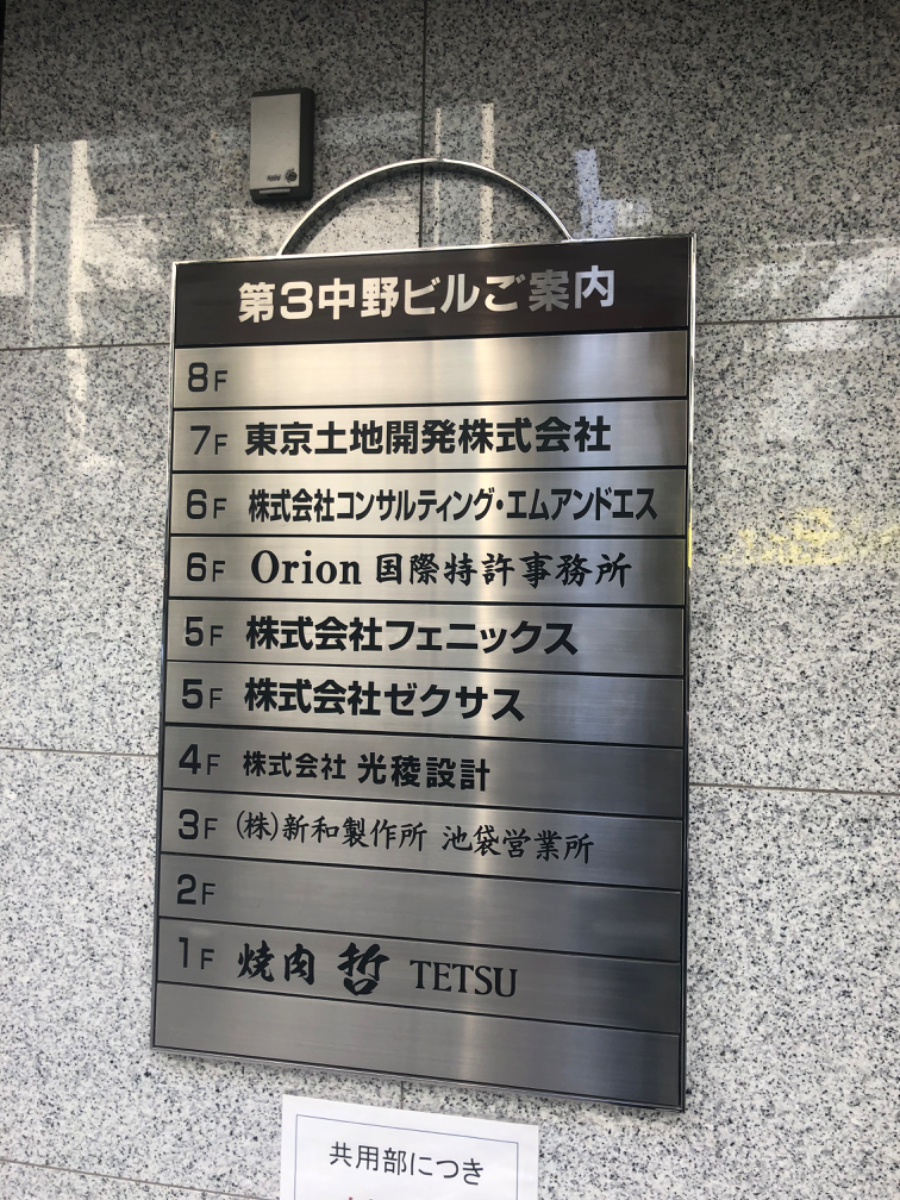 第3中野ビルご案内
8F
7F 東京土地開発株式会社
6F 株式会社コンサルティング・エムアンドエス
6F Orion 国際特許事務所
5F 株式会社フェニックス
5F 株式会社ゼクサス
4F 株式会社 光稜設計
3F (株)新和製作所 池袋営業所
2F
1F 焼肉 哲 TETSU
共用部につき